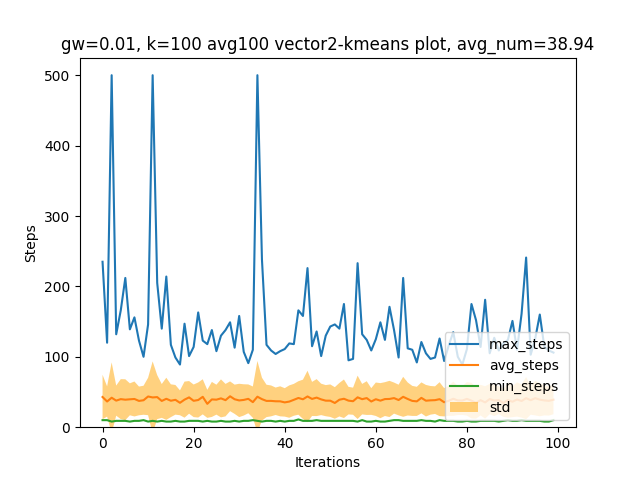 gw=0.01, k=100 avg100 vector2-kmeans plot, avg_num=38.94
500
400
300
200
100
0
Steps
0
20
40
60
80
100
Iterations
max_steps
avg_steps
min_steps
std